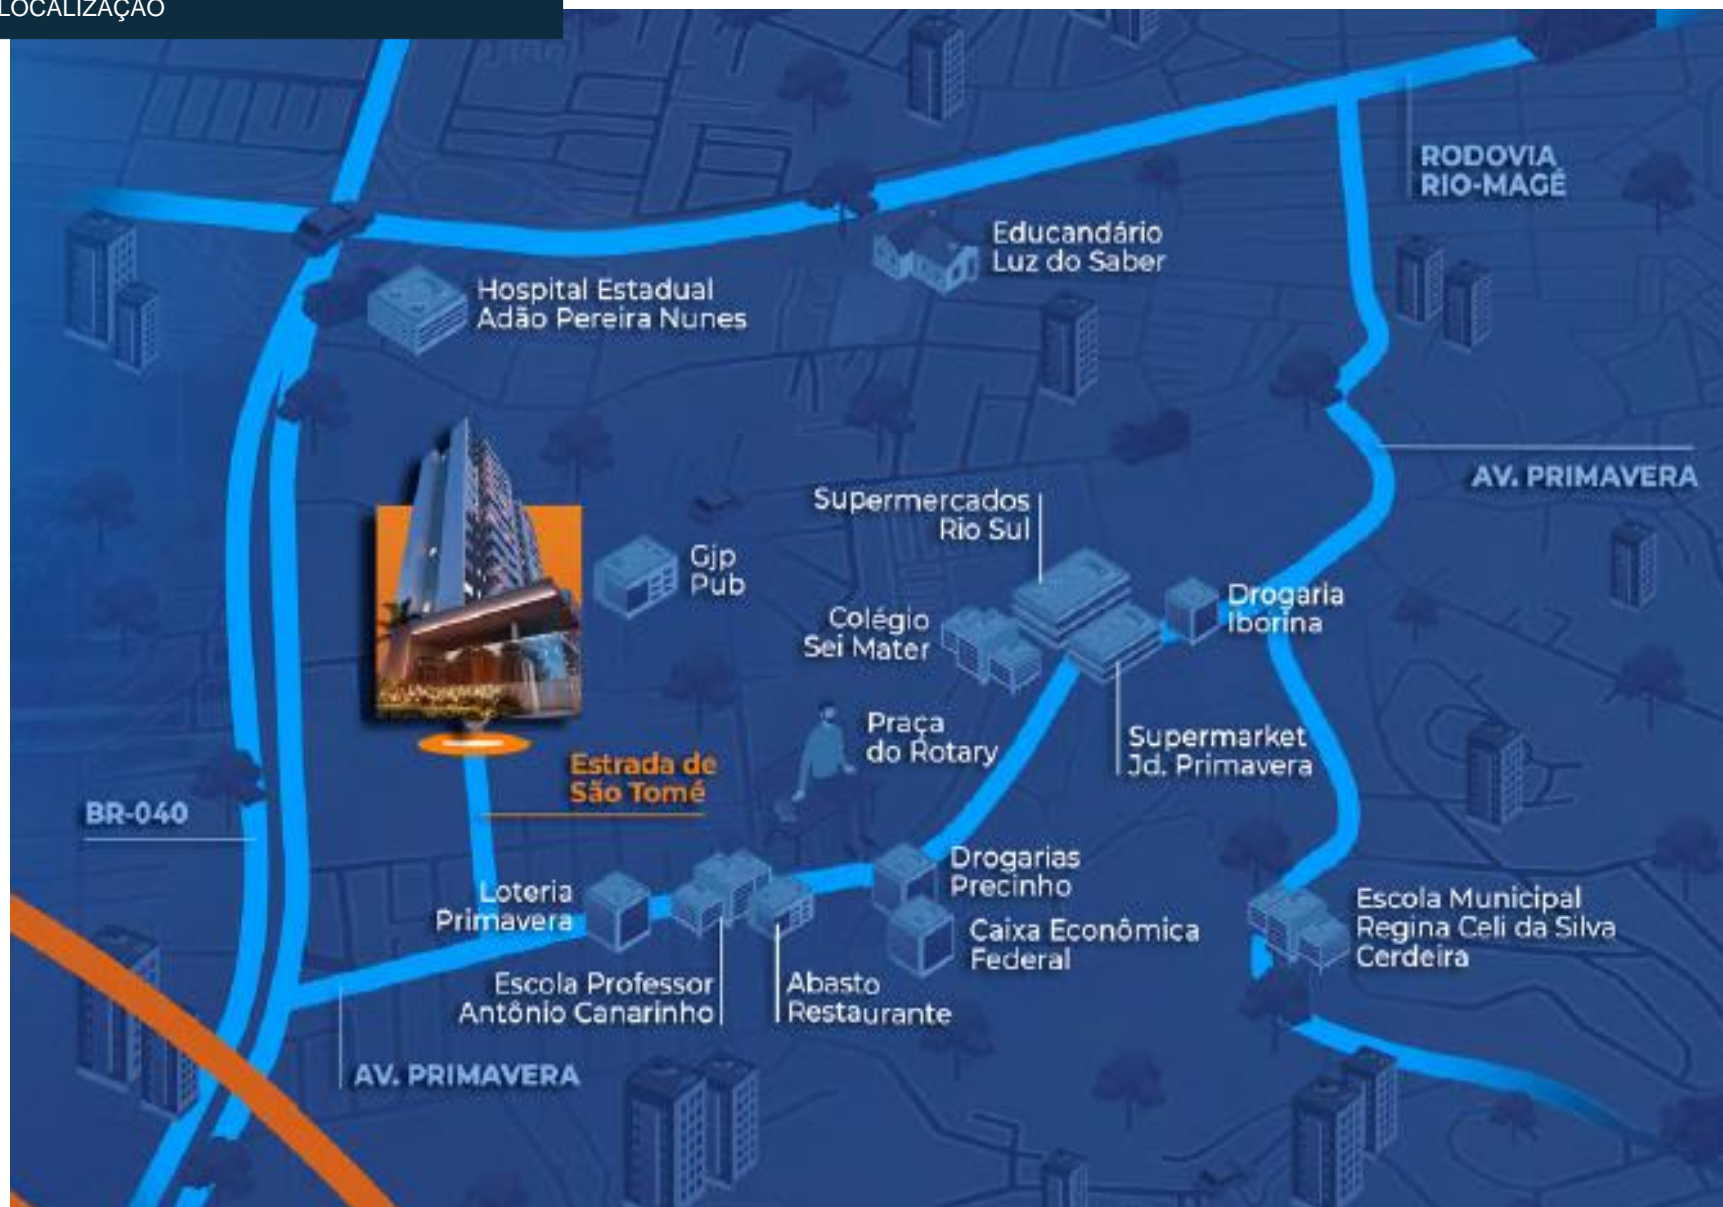 LOCALIZAÇÃO
RODOVIA
RIO-MAGÉ
Educandário
Luz do Saber
Hospital Estadual
Adão Pereira Nunes
AV. PRIMAVERA
Supermercados
Rio Sul
Gjp
Pub
Drogaria
Iborina
Colégio
Sei Mater
Praça
do Rotary
Supermarket
Jd. Primavera
Estrada de
São Tomé
BR-040
Drogarias
Precinho
Loteria
Primavera
Escola Municipal
Regina Celi da Silva
Cerdeira
Caixa Econômica
Federal
Escola Professor
Antônio Canarinho
Abasto
Restaurante
AV. PRIMAVERA